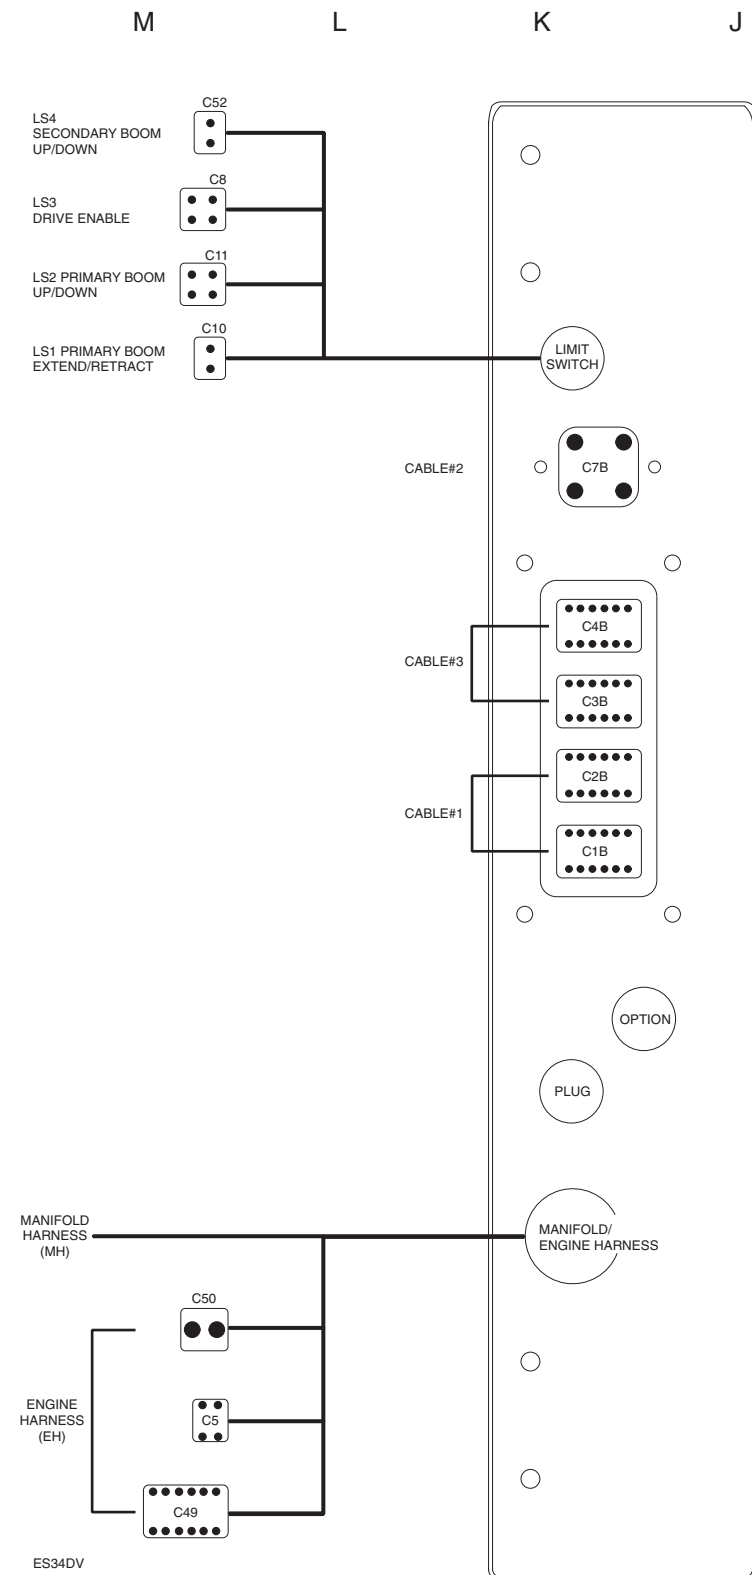 M L K J
C52
LS4
SECONDARY BOOM
UP/DOWN
C8
LS3
DRIVE ENABLE
C11
LS2 PRIMARY BOOM
UP/DOWN
C10
LS1 PRIMARY BOOM
EXTEND/RETRACT
LIMIT
SWITCH
CABLE#2
C7B
C4B
CABLE#3
C3B
C2B
CABLE#1
C1B
OPTION
PLUG
MANIFOLD
HARNESS
(MH)
MANIFOLD/
ENGINE HARNESS
C50
ENGINE
HARNESS
(EH)
C5
C49
ES34DV